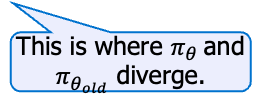 This is where π_θ and
π_θ_old diverge.